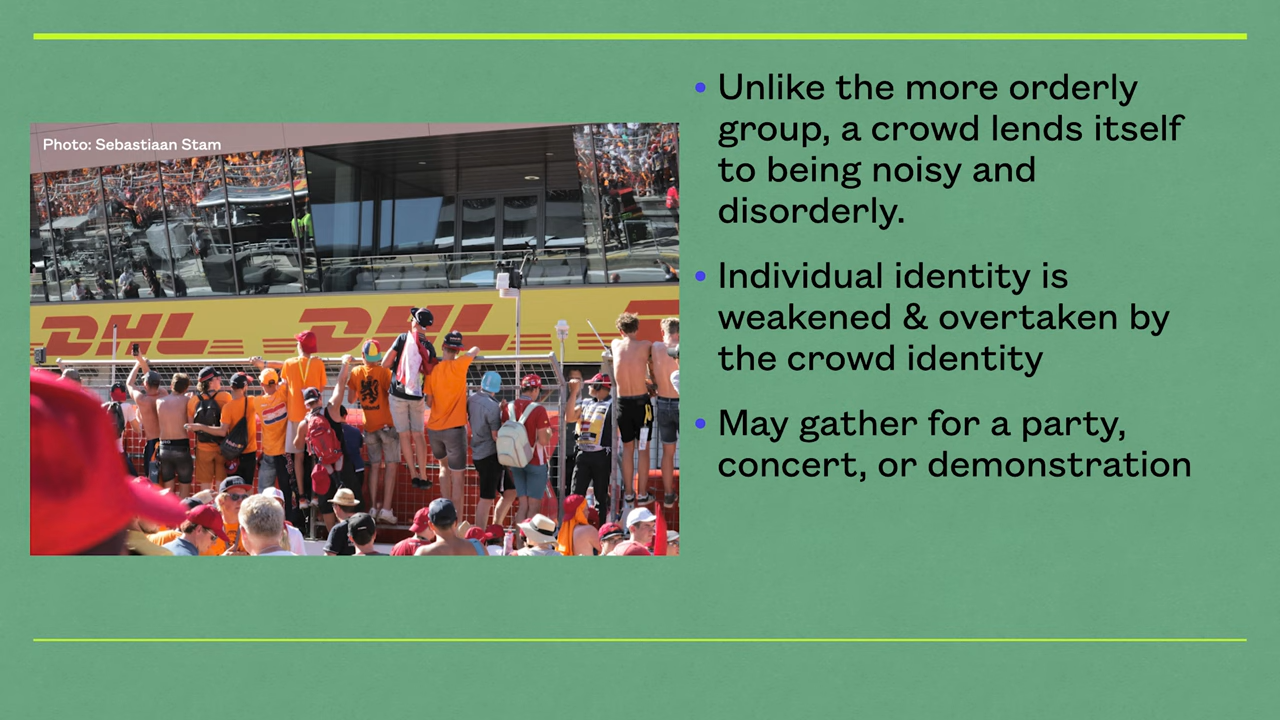 Photo: Sebastiaan Stam
DHL DHL
• Unlike the more orderly
group, a crowd lends itself
to being noisy and
disorderly.
• Individual identity is
weakened & overtaken by
the crowd identity
• May gather for a party,
concert, or demonstration